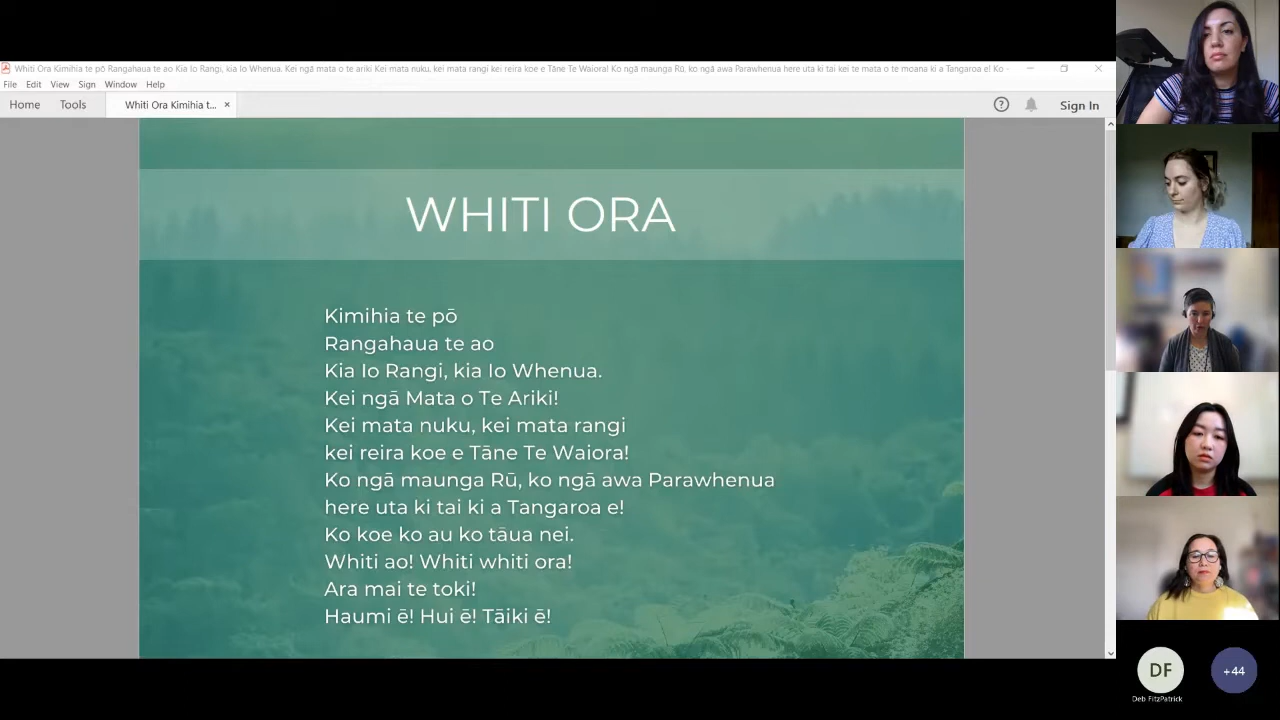 Whiti Ora Kimihia te pō Rangahaua te ao Kia Io Rangi, kia Io Whenua. Kei ngā mata o te ariki Kei mata nuku, kei mata rangi kei reira koe e Tāne Te Waiora! Ko ngā maunga Rū, ko ngā awa Parawhenua here uta ki tai kei te mata o te moana ki a Tangaroa e! Ko
File Edit View Sign Window Help
Home Tools Whiti Ora Kimihia t... × Sign In
WHITI ORA
Kimihia te pō
Rangahaua te ao
Kia Io Rangi, kia Io Whenua.
Kei ngā Mata o Te Ariki!
Kei mata nuku, kei mata rangi
kei reira koe e Tāne Te Waiora!
Ko ngā maunga Rū, ko ngā awa Parawhenua
here uta ki tai ki a Tangaroa e!
Ko koe ko au ko tāua nei.
Whiti ao! Whiti whiti ora!
Ara mai te toki!
Haumi ē! Hui ē! Tāiki ē!
DF
+44
Deb FitzPatrick